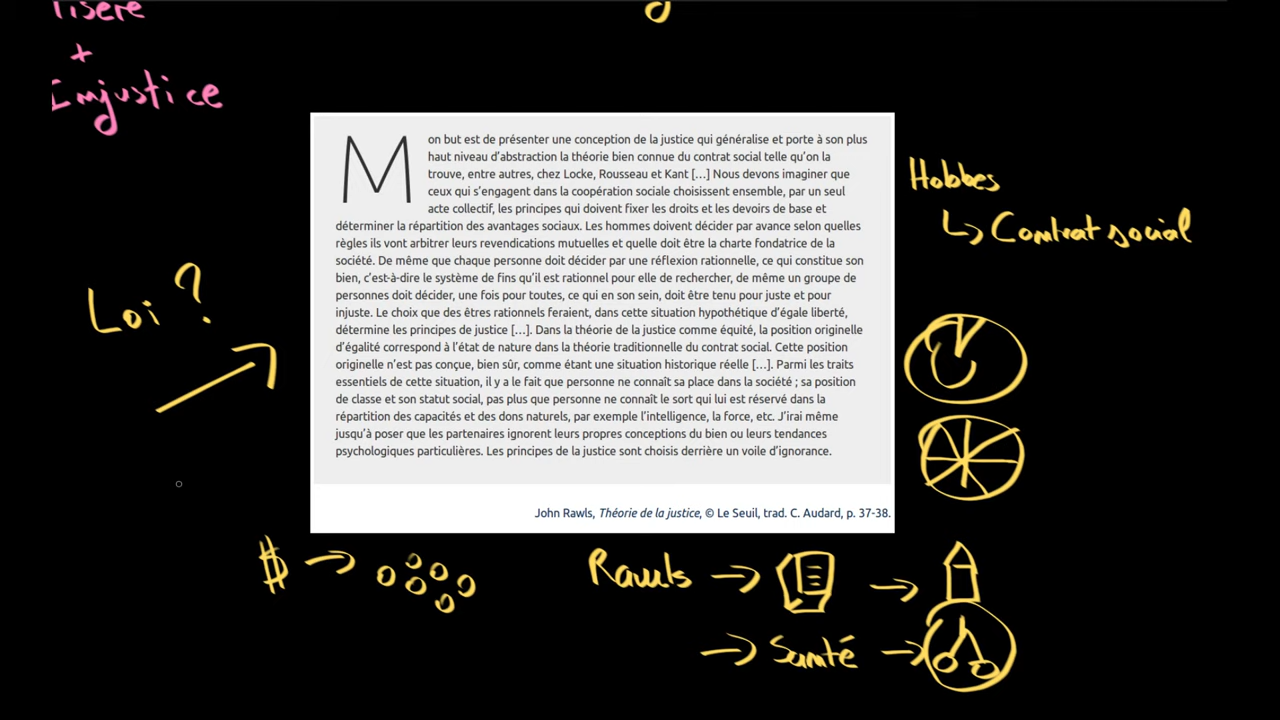 isère
+
Injustice
Mon but est de présenter une conception de la justice qui généralise et porte à son plus
haut niveau d'abstraction la théorie bien connue du contrat social telle qu'on la
trouve, entre autres, chez Locke, Rousseau et Kant [...] Nous devons imaginer que
ceux qui s'engagent dans la coopération sociale choisissent ensemble, par un seul
acte collectif, les principes qui doivent fixer les droits et les devoirs de base et
déterminer la répartition des avantages sociaux. Les hommes doivent décider par avance selon quelles
règles ils vont arbitrer leurs revendications mutuelles et quelle doit être la charte fondatrice de la
société. De même que chaque personne doit décider par une réflexion rationnelle, ce qui constitue son
bien, c'est-à-dire le système de fins qu'il est rationnel pour elle de rechercher, de même un groupe de
personnes doit décider, une fois pour toutes, ce qui en son sein, doit être tenu pour juste et pour
injuste. Le choix que des êtres rationnels feraient, dans cette situation hypothétique d'égale liberté,
détermine les principes de justice [...]. Dans la théorie de la justice comme équité, la position originelle
d'égalité correspond à l'état de nature dans la théorie traditionnelle du contrat social. Cette position
originelle n'est pas conçue, bien sûr, comme étant une situation historique réelle [...]. Parmi les traits
essentiels de cette situation, il y a le fait que personne ne connaît sa place dans la société ; sa position
de classe et son statut social, pas plus que personne ne connaît le sort qui lui est réservé dans la
répartition des capacités et des dons naturels, par exemple l'intelligence, la force, etc. J'irai même
jusqu'à poser que les partenaires ignorent leurs propres conceptions du bien ou leurs tendances
psychologiques particulières. Les principes de la justice sont choisis derrière un voile d'ignorance.
John Rawls, Théorie de la justice, © Le Seuil, trad. C. Audard, p. 37-38.
Hobbes
Contrat social
Loi ?
$
Rawls
Santé